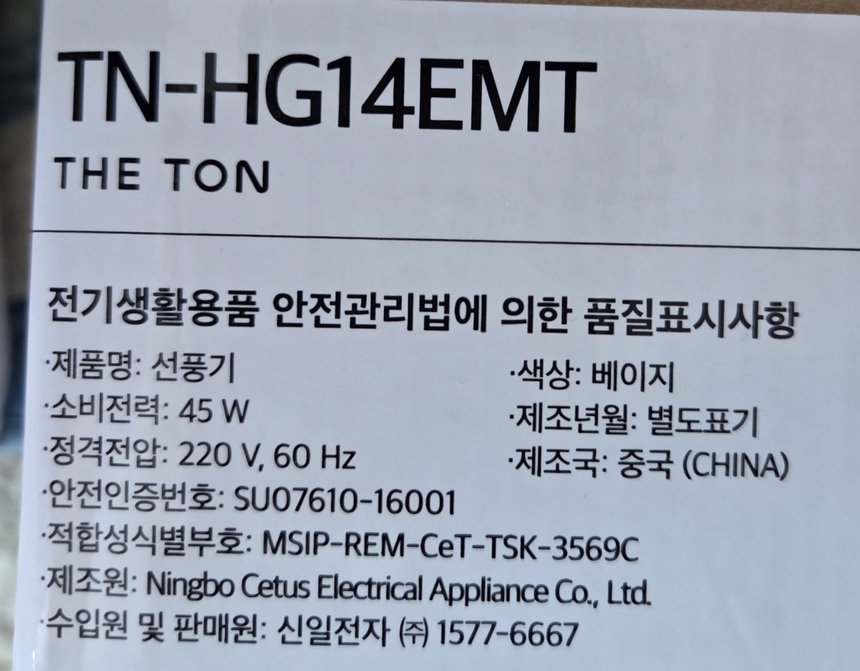 TN-HG14EMT
THE TON
전기생활용품 안전관리법에 의한 품질표시사항
·제품명: 선풍기
·색상: 베이지
·소비전력: 45 W
·제조년월: 별도표기
·정격전압: 220 V, 60 Hz
·제조국: 중국 (CHINA)
·안전인증번호: SU07610-16001
·적합성식별부호: MSIP-REM-CeT-TSK-3569C
·제조원: Ningbo Cetus Electrical Appliance Co., Ltd.
·수입원 및 판매원: 신일전자 ㈜ 1577-6667